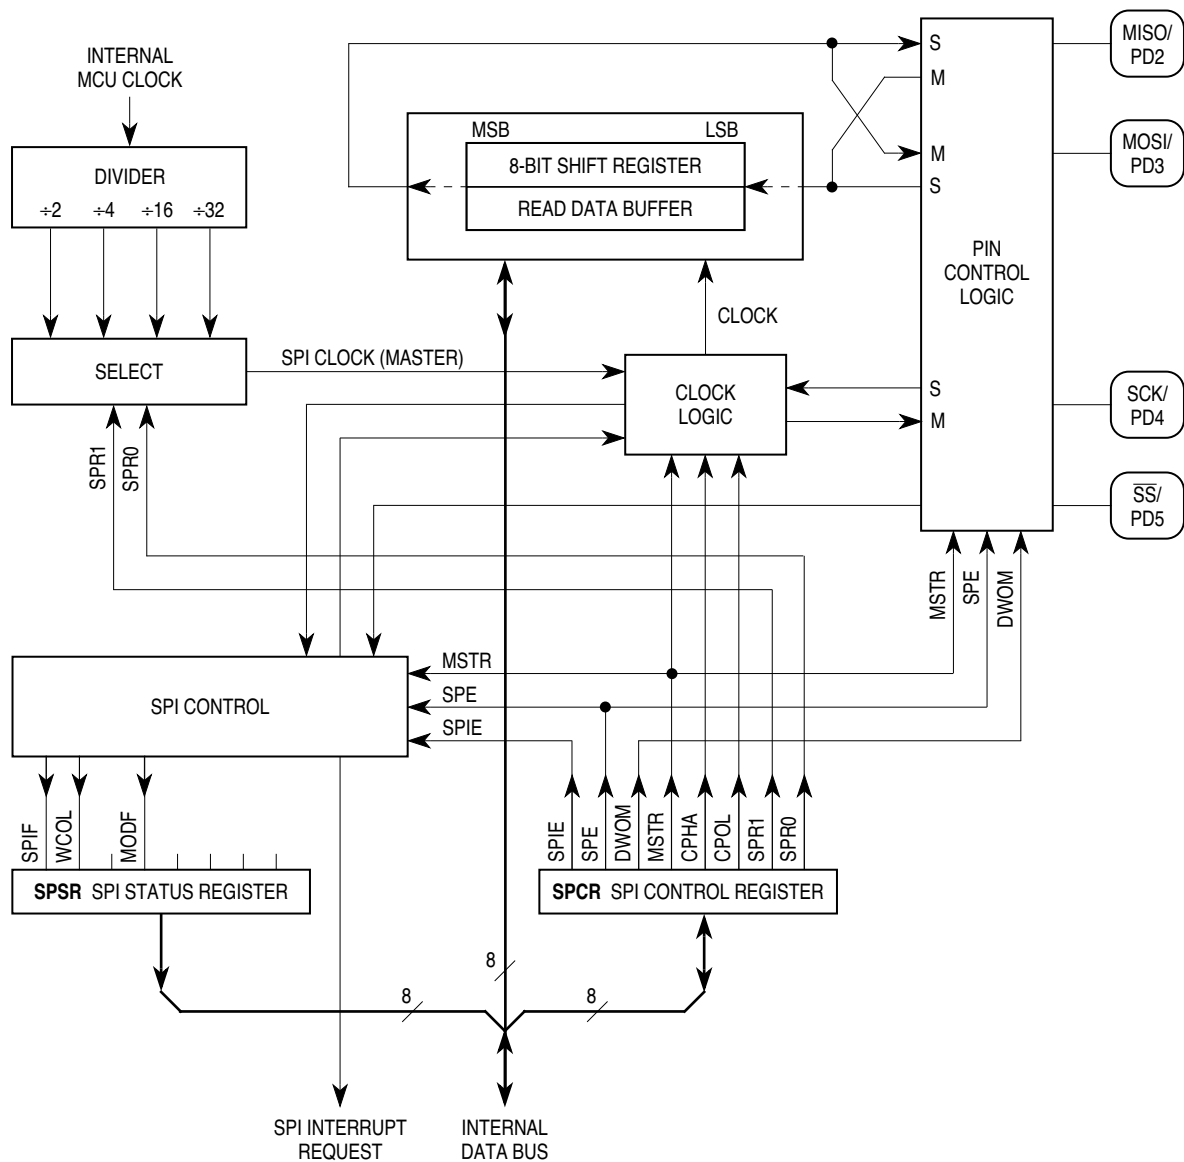 INTERNAL
MCU CLOCK
DIVIDER
÷2 ÷4 ÷16 ÷32
SELECT
SPR1
SPR0
SPI CLOCK (MASTER)
MSB LSB
8-BIT SHIFT REGISTER
READ DATA BUFFER
CLOCK
CLOCK
LOGIC
S
M
M
S
PIN
CONTROL
LOGIC
S
M
MISO/
PD2
MOSI/
PD3
SCK/
PD4
SS/
PD5
MSTR
SPE
DWOM
SPI CONTROL
MSTR
SPE
SPIE
SPIF
WCOL
MODF
SPSR SPI STATUS REGISTER
SPIE
SPE
DWOM
MSTR
CPHA
CPOL
SPR1
SPR0
SPCR SPI CONTROL REGISTER
8
8
8
SPI INTERRUPT
REQUEST
INTERNAL
DATA BUS